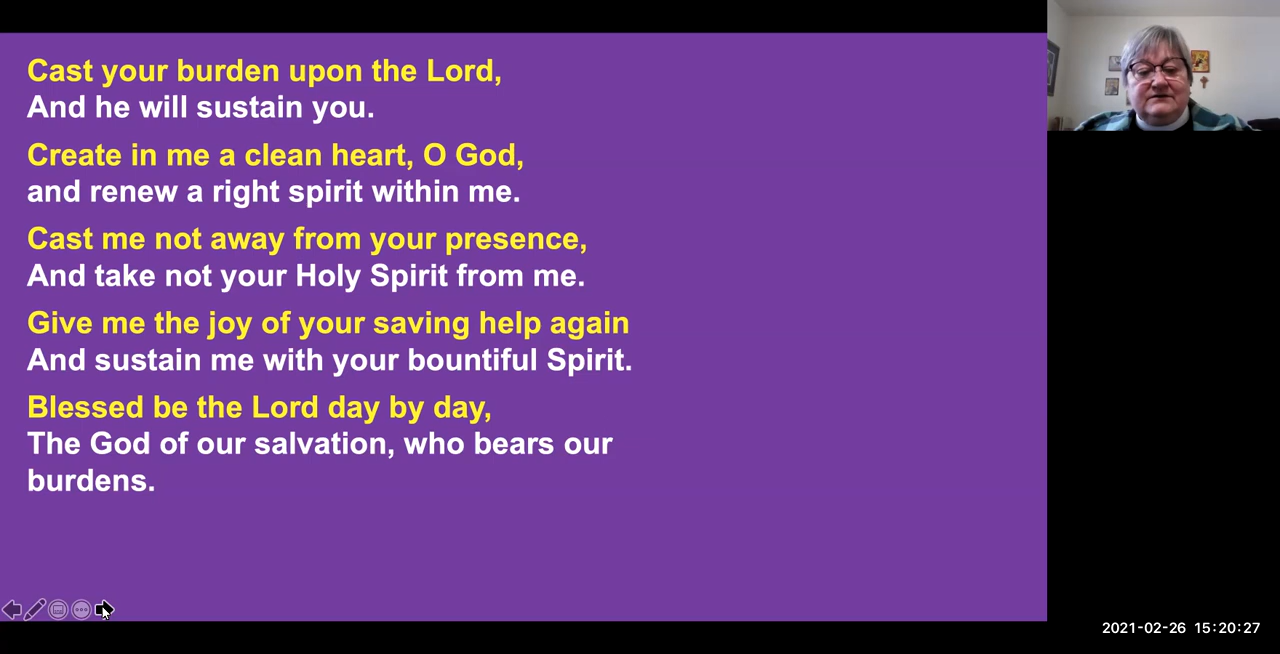 Cast your burden upon the Lord,
And he will sustain you.
Create in me a clean heart, O God,
and renew a right spirit within me.
Cast me not away from your presence,
And take not your Holy Spirit from me.
Give me the joy of your saving help again
And sustain me with your bountiful Spirit.
Blessed be the Lord day by day,
The God of our salvation, who bears our
burdens.
2021-02-26 15:20:27